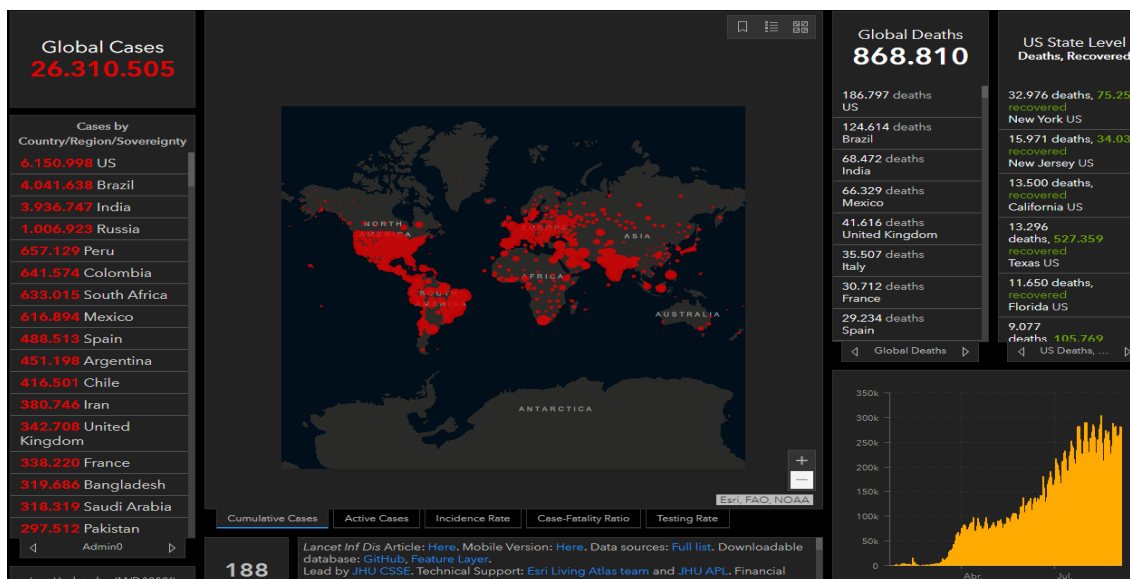 Global Cases
26.310.505
Cases by
Country/Region/Sovereignty
6.150.998 US
4.041.638 Brazil
3.936.747 India
1.006.923 Russia
657.129 Peru
641.574 Colombia
633.015 South Africa
616.894 Mexico
488.513 Spain
451.198 Argentina
416.501 Chile
380.746 Iran
342.708 United
Kingdom
338.220 France
319.686 Bangladesh
318.319 Saudi Arabia
297.512 Pakistan
Admin0
NORTH
AMERICA
SOUTH
AMERICA
EUROPE
ASIA
AFRICA
AUSTRALIA
ANTARCTICA
Esri, FAO, NOAA
Cumulative Cases
Active Cases
Incidence Rate
Case-Fatality Ratio
Testing Rate
188
Lancet Inf Dis Article: Here. Mobile Version: Here. Data sources: Full list. Downloadable
database: GitHub, Feature Layer.
Lead by JHU CSSE. Technical Support: Esri Living Atlas team and JHU APL. Financial
Global Deaths
868.810
186.797 deaths
US
124.614 deaths
Brazil
68.472 deaths
India
66.329 deaths
Mexico
41.616 deaths
United Kingdom
35.507 deaths
Italy
30.712 deaths
France
29.234 deaths
Spain
Global Deaths
US State Level
Deaths, Recovered
32.976 deaths, 75.25
recovered
New York US
15.971 deaths, 34.03
recovered
New Jersey US
13.500 deaths,
recovered
California US
13.296
deaths, 527.359
recovered
Texas US
11.650 deaths,
recovered
Florida US
9.077
deaths, 105.769
US Deaths, ...
350k
300k
250k
200k
150k
100k
50k
0
Abr.
Jul.